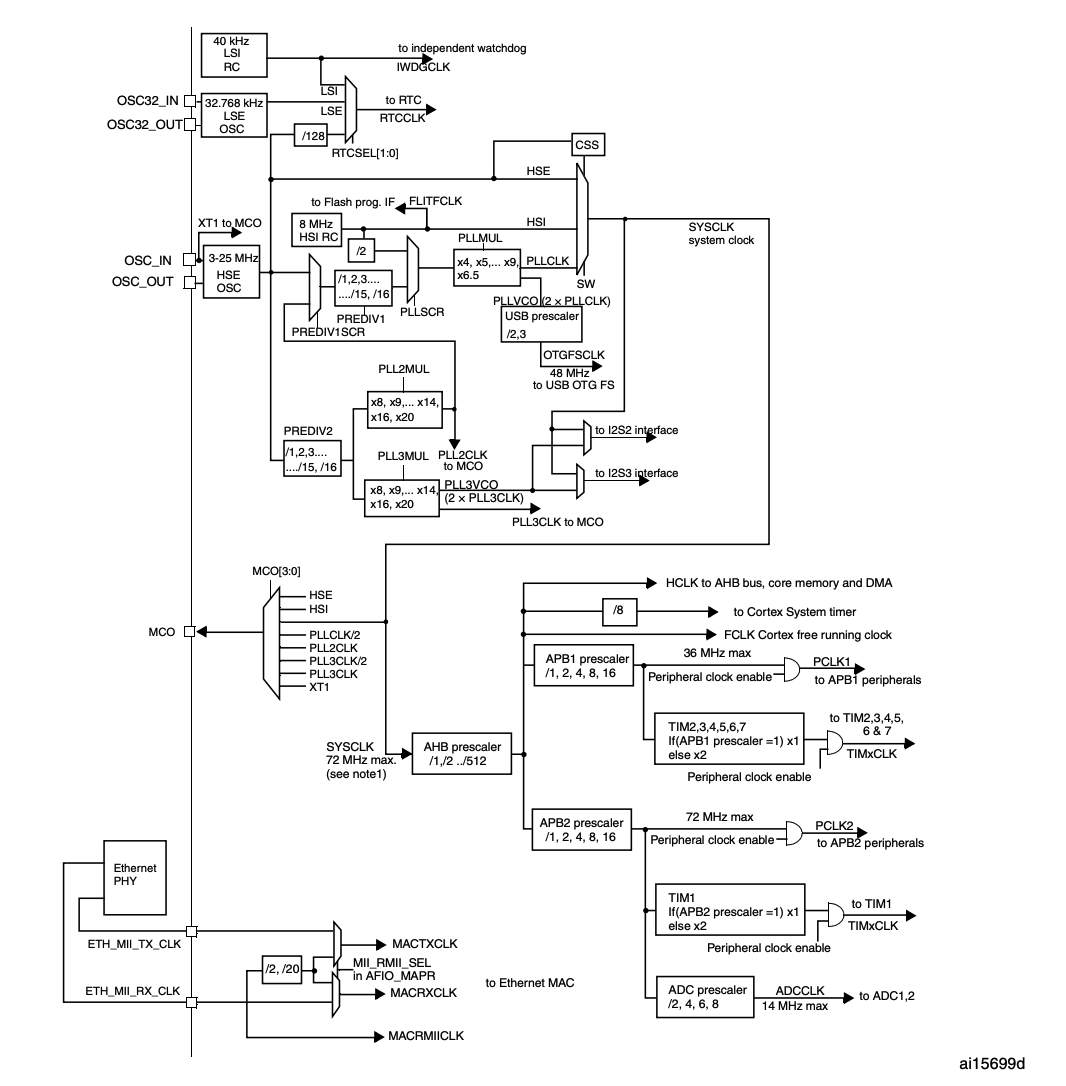 40 kHz
LSI
RC
to independent watchdog
IWDGCLK
OSC32_IN
OSC32_OUT
32.768 kHz
LSE
OSC
LSI
LSE
to RTC
RTCCLK
/128
RTCSEL[1:0]
CSS
HSE
to Flash prog. IF
FLITFCLK
XT1 to MCO
8 MHz
HSI RC
HSI
/2
PLLMUL
SYSCLK
system clock
OSC_IN
OSC_OUT
3-25 MHz
HSE
OSC
x4, x5,... x9,
x6.5
PLLCLK
SW
/1,2,3....
..../15, /16
PREDIV1
PLLSCR
PREDIV1SCR
PLLVCO (2 × PLLCLK)
USB prescaler
/2,3
OTGFSCLK
48 MHz
to USB OTG FS
PLL2MUL
x8, x9,... x14,
x16, x20
PREDIV2
/1,2,3....
..../15, /16
PLL2CLK
to MCO
to I2S2 interface
PLL3MUL
x8, x9,... x14,
x16, x20
PLL3VCO
(2 × PLL3CLK)
to I2S3 interface
PLL3CLK to MCO
MCO[3:0]
HSE
HSI
MCO
PLLCLK/2
PLL2CLK
PLL3CLK/2
PLL3CLK
XT1
HCLK to AHB bus, core memory and DMA
/8
to Cortex System timer
FCLK Cortex free running clock
APB1 prescaler
/1, 2, 4, 8, 16
36 MHz max
Peripheral clock enable
PCLK1
to APB1 peripherals
TIM2,3,4,5,6,7
If(APB1 prescaler =1) x1
else x2
to TIM2,3,4,5,
6 & 7
TIMxCLK
Peripheral clock enable
SYSCLK
72 MHz max.
(see note1)
AHB prescaler
/1,/2 ../512
APB2 prescaler
/1, 2, 4, 8, 16
72 MHz max
Peripheral clock enable
PCLK2
to APB2 peripherals
TIM1
If(APB2 prescaler =1) x1
else x2
to TIM1
TIMxCLK
Peripheral clock enable
ADC prescaler
/2, 4, 6, 8
ADCCLK
14 MHz max
to ADC1,2
Ethernet
PHY
ETH_MII_TX_CLK
MACTXCLK
/2, /20
MII_RMII_SEL
in AFIO_MAPR
to Ethernet MAC
ETH_MII_RX_CLK
MACRXCLK
MACRMIICLK
ai15699d